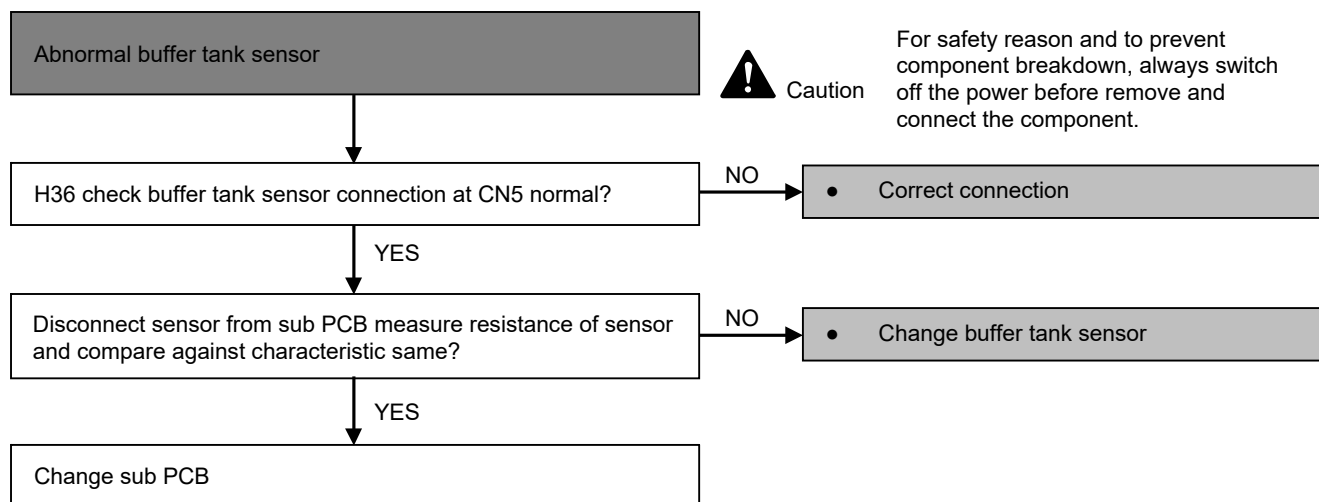 Abnormal buffer tank sensor
Caution
For safety reason and to prevent
component breakdown, always switch
off the power before remove and
connect the component.
H36 check buffer tank sensor connection at CN5 normal?
NO
● Correct connection
YES
Disconnect sensor from sub PCB measure resistance of sensor
and compare against characteristic same?
NO
● Change buffer tank sensor
YES
Change sub PCB